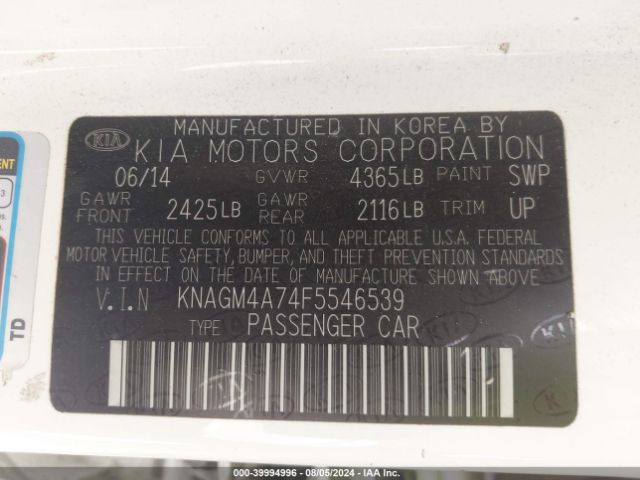 MANUFACTURED IN KOREA BY
KIA KIA MOTORS CORPORATION
06/14 GVWR 4365LB PAINT SWP
GAWR FRONT 2425LB GAWR REAR 2116LB TRIM UP
THIS VEHICLE CONFORMS TO ALL APPLICABLE U.S.A. FEDERAL
MOTOR VEHICLE SAFETY, BUMPER, AND THEFT PREVENTION STANDARDS
IN EFFECT ON THE DATE OF MANUFACTURE SHOWN ABOVE.
V.I.N KNAGM4A74F5546539
TYPE PASSENGER CAR
TD
000-39994996 - 08/05/2024 - IAAI.COM